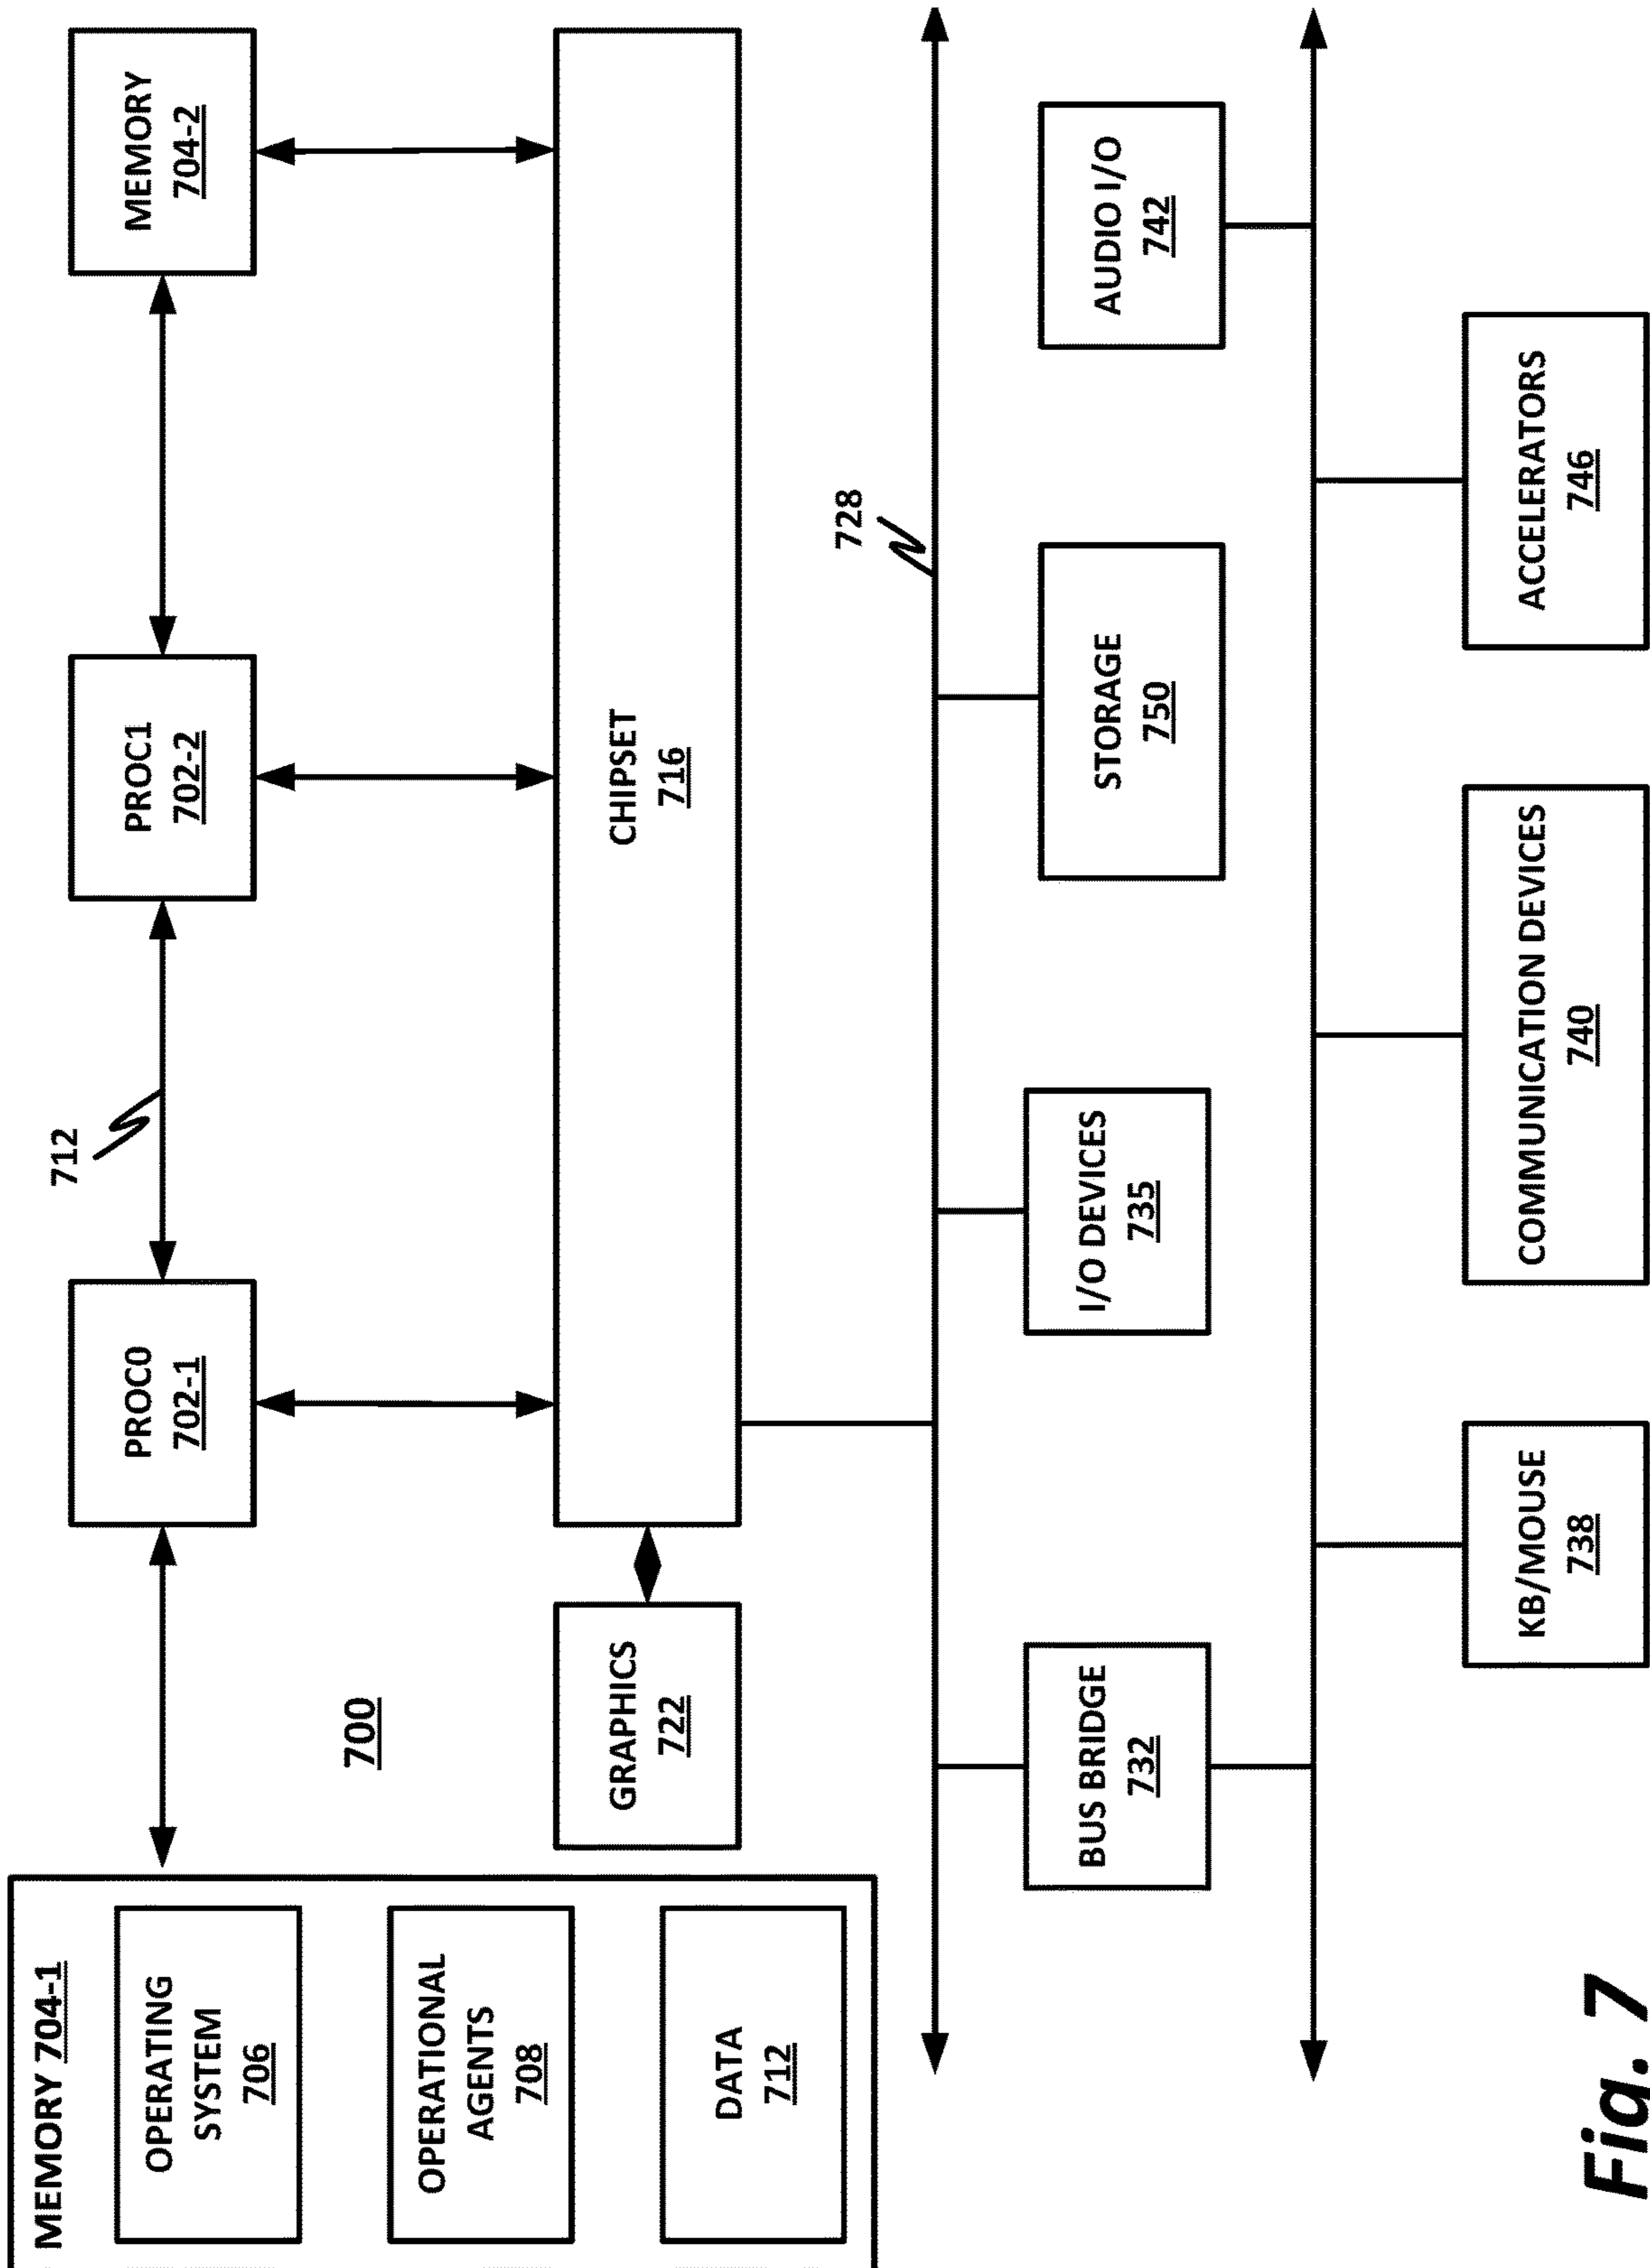 MEMORY 704-1
OPERATING
SYSTEM
706
OPERATIONAL
AGENTS
708
DATA
712
700
PROC0
702-1
712
PROC1
702-2
MEMORY
704-2
GRAPHICS
722
CHIPSET
716
728
BUS BRIDGE
732
I/O DEVICES
735
STORAGE
750
AUDIO I/O
742
KB/MOUSE
738
COMMUNICATION DEVICES
740
ACCELERATORS
746
Fig. 7